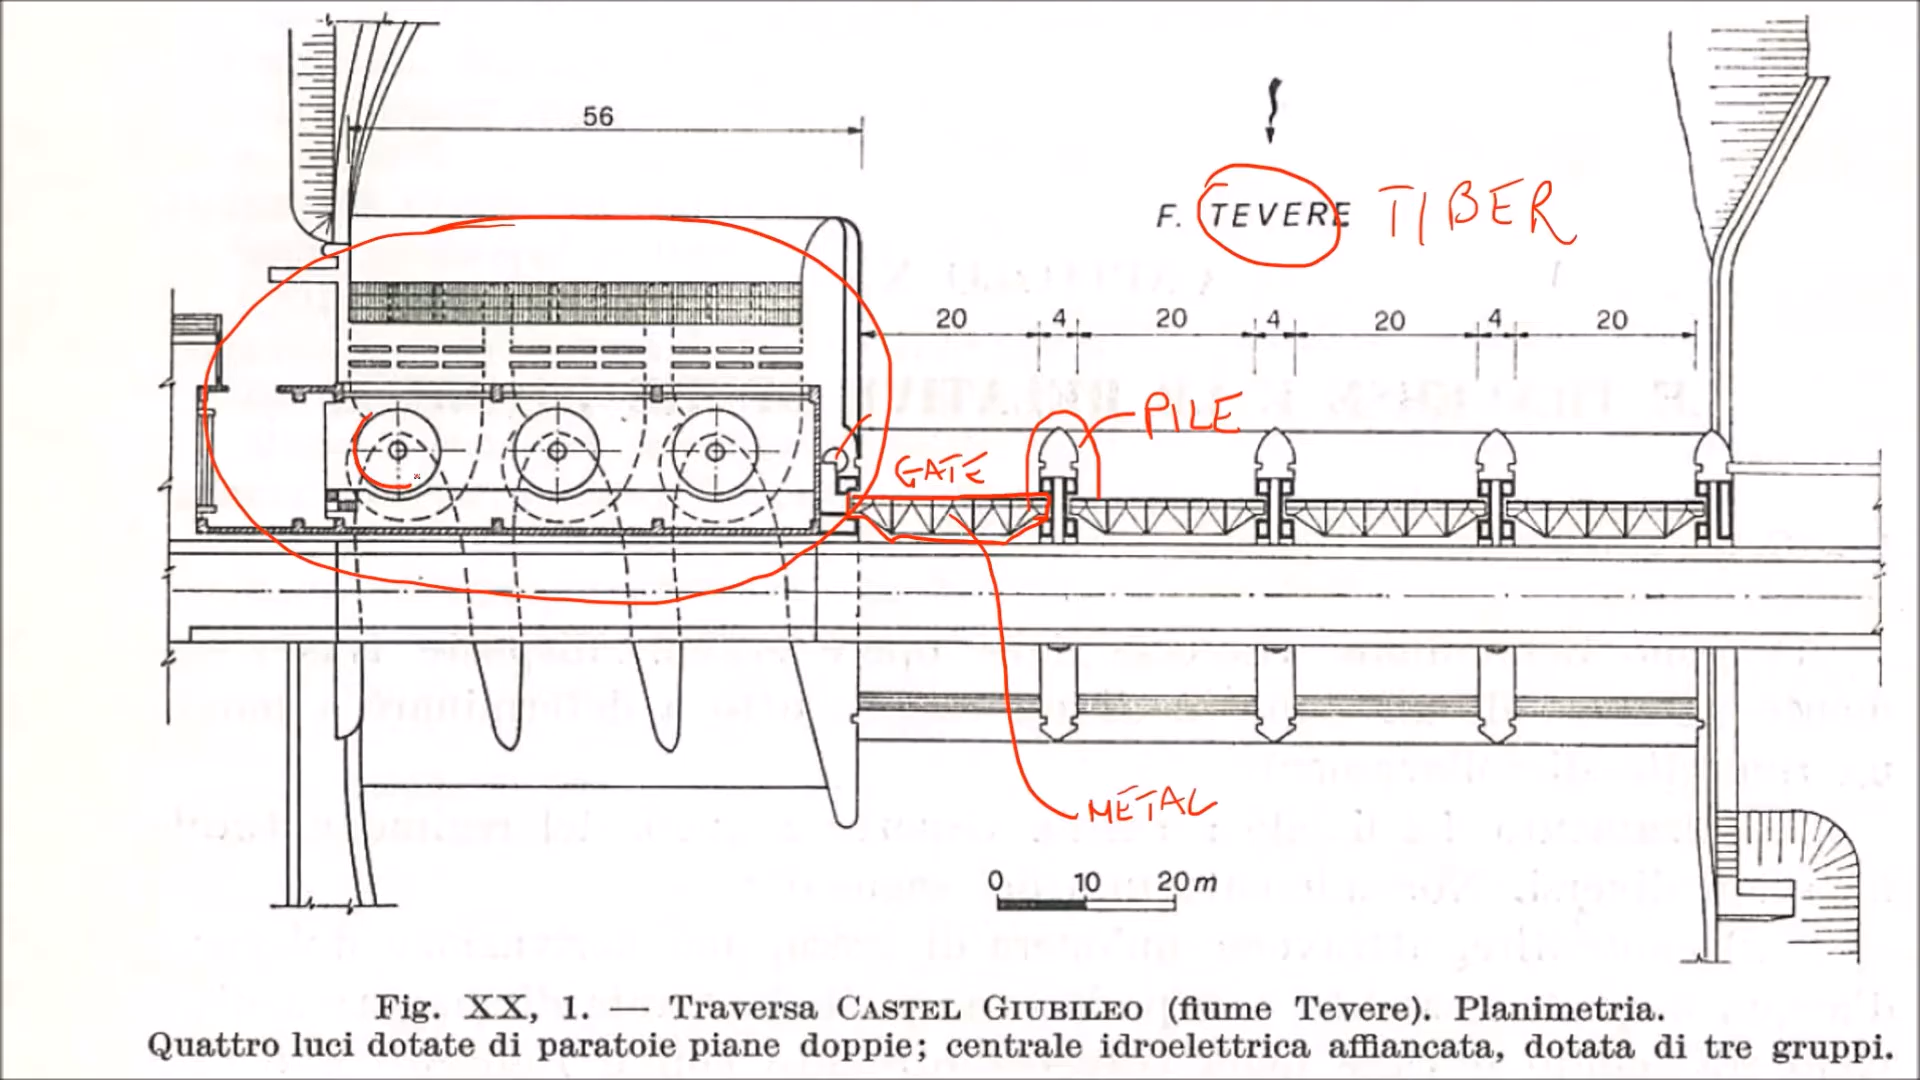 56
F. TEVERE TIBER
20 4 20 4 20 4 20
PILE
GATE
METAL
0 10 20 m
Fig. XX, 1. — Traversa CASTEL GIUBILEO (fiume Tevere). Planimetria.
Quattro luci dotate di paratoie piane doppie; centrale idroelettrica affiancata, dotata di tre gruppi.